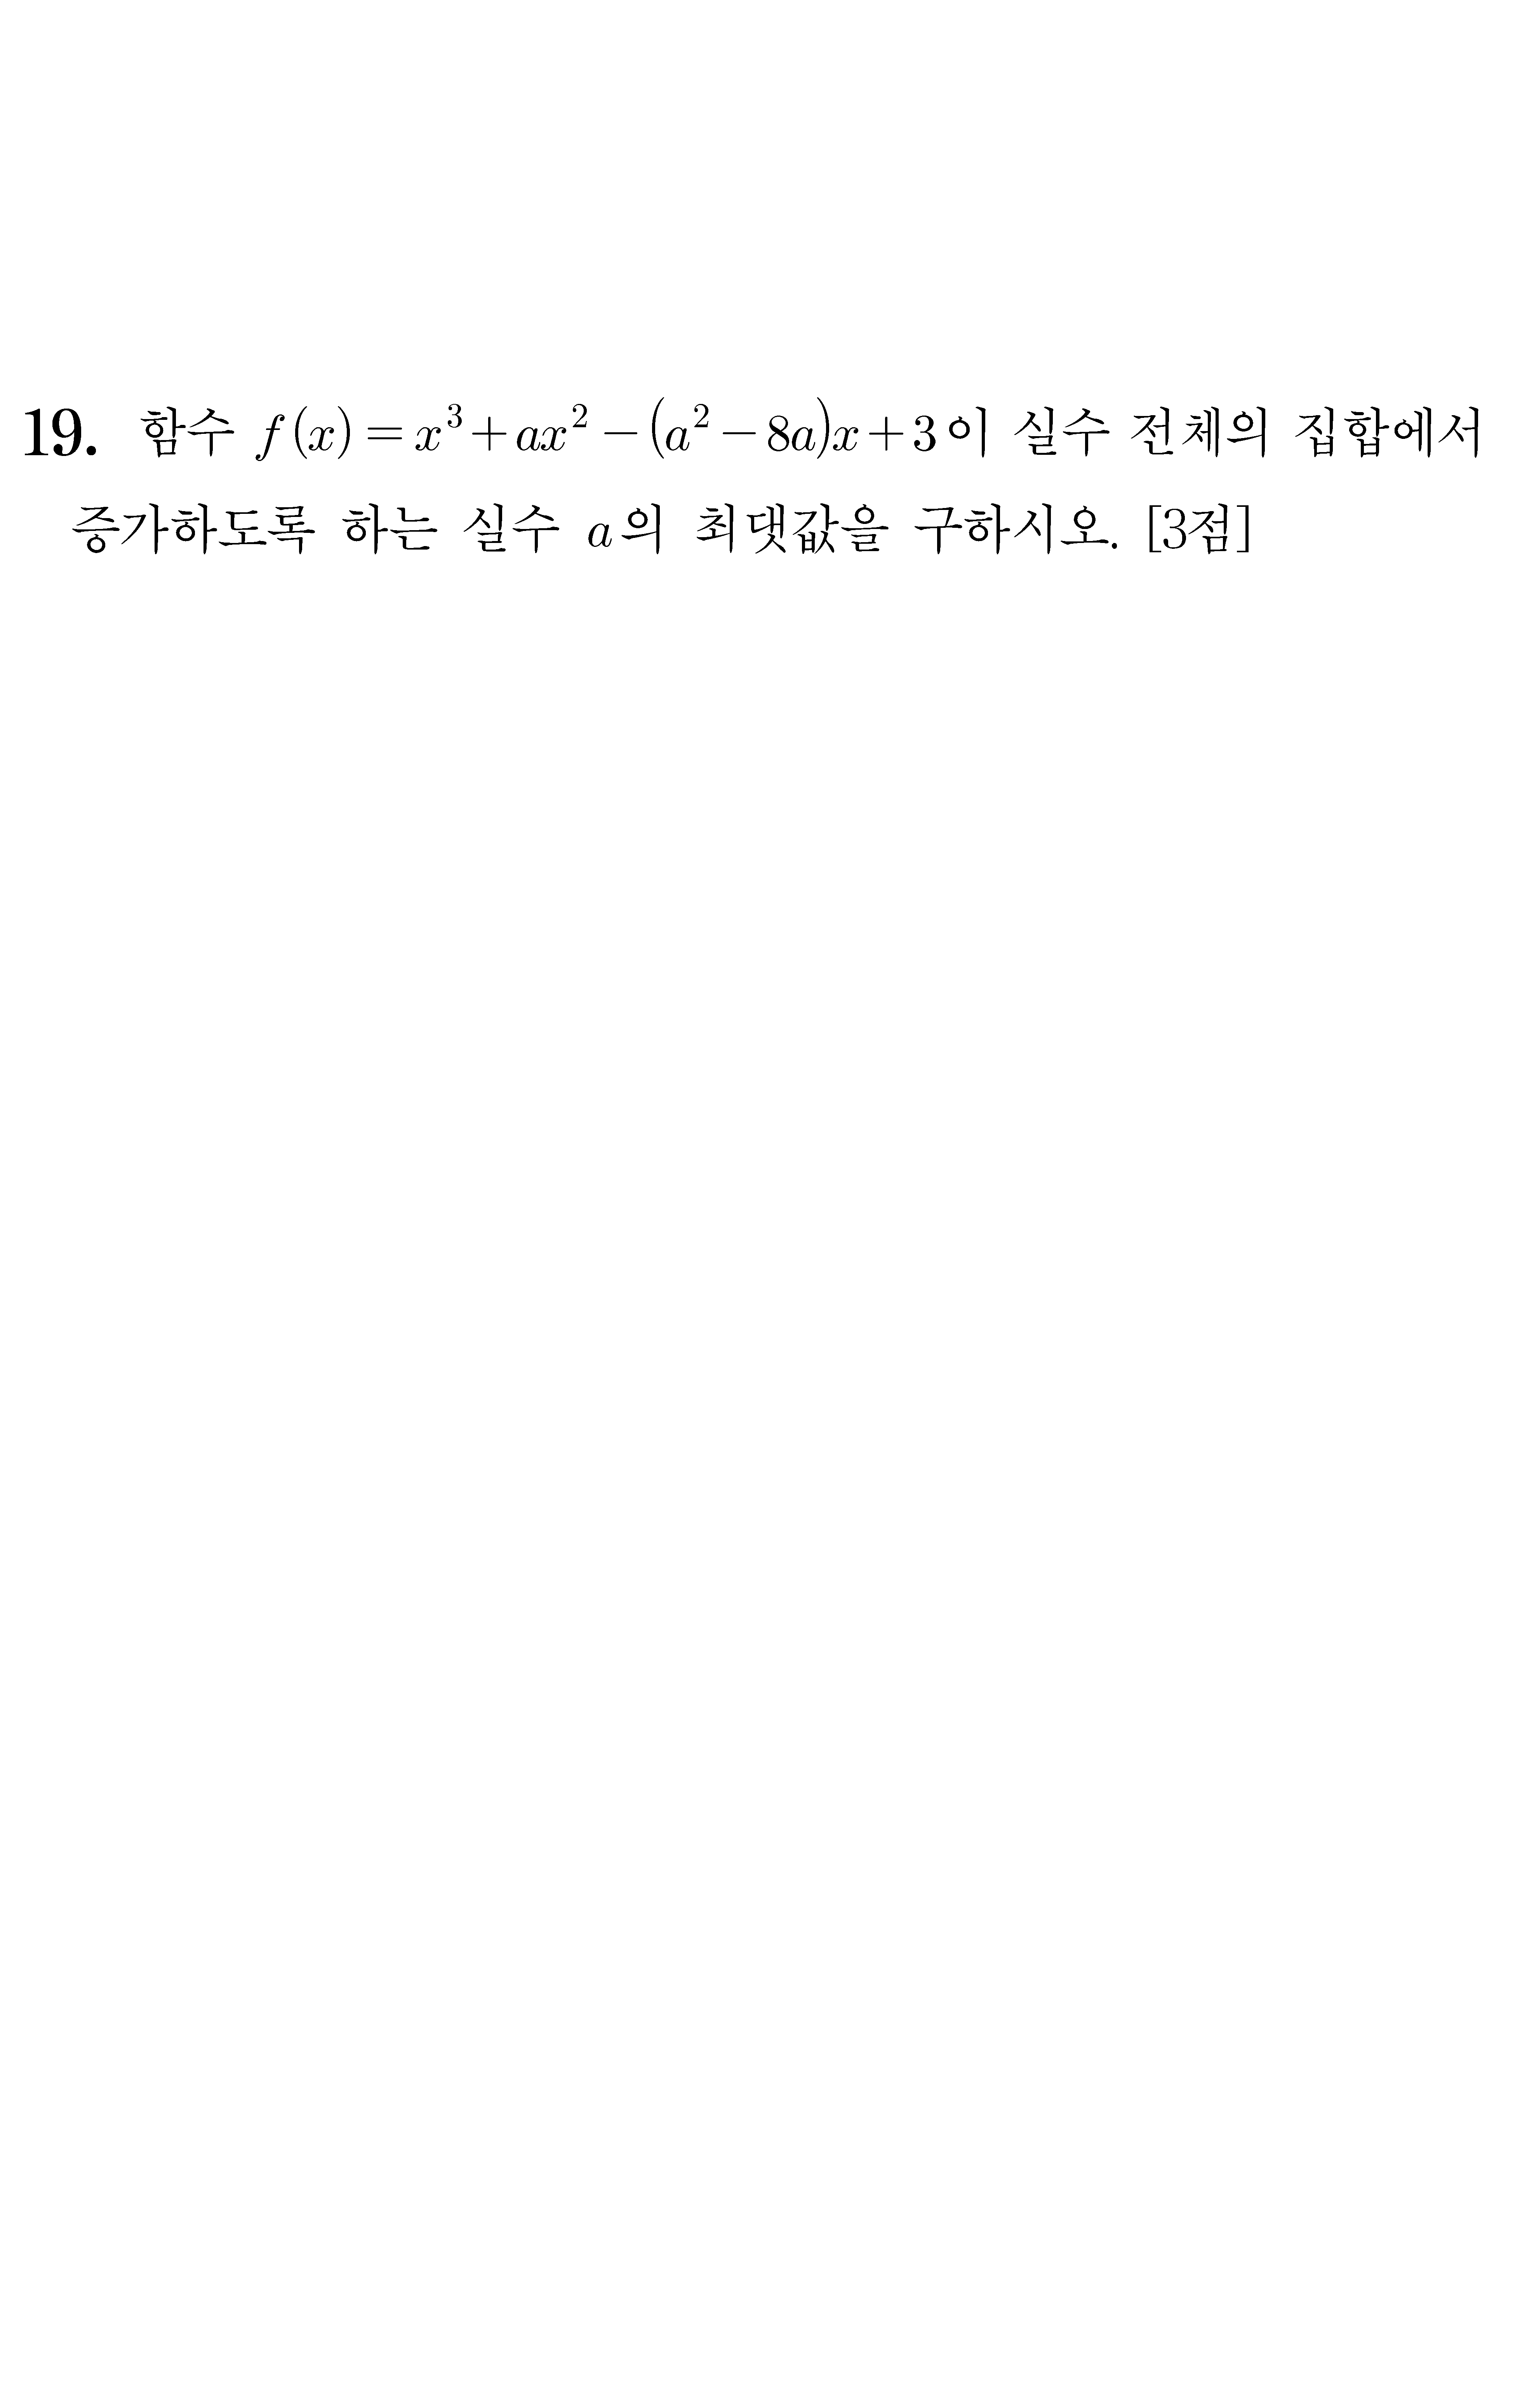 19. 함수 $f(x)=x^3+ax^2-(a^2-8a)x+3$이 실수 전체의 집합에서
증가하도록 하는 실수 $a$의 최댓값을 구하시오. [3점]